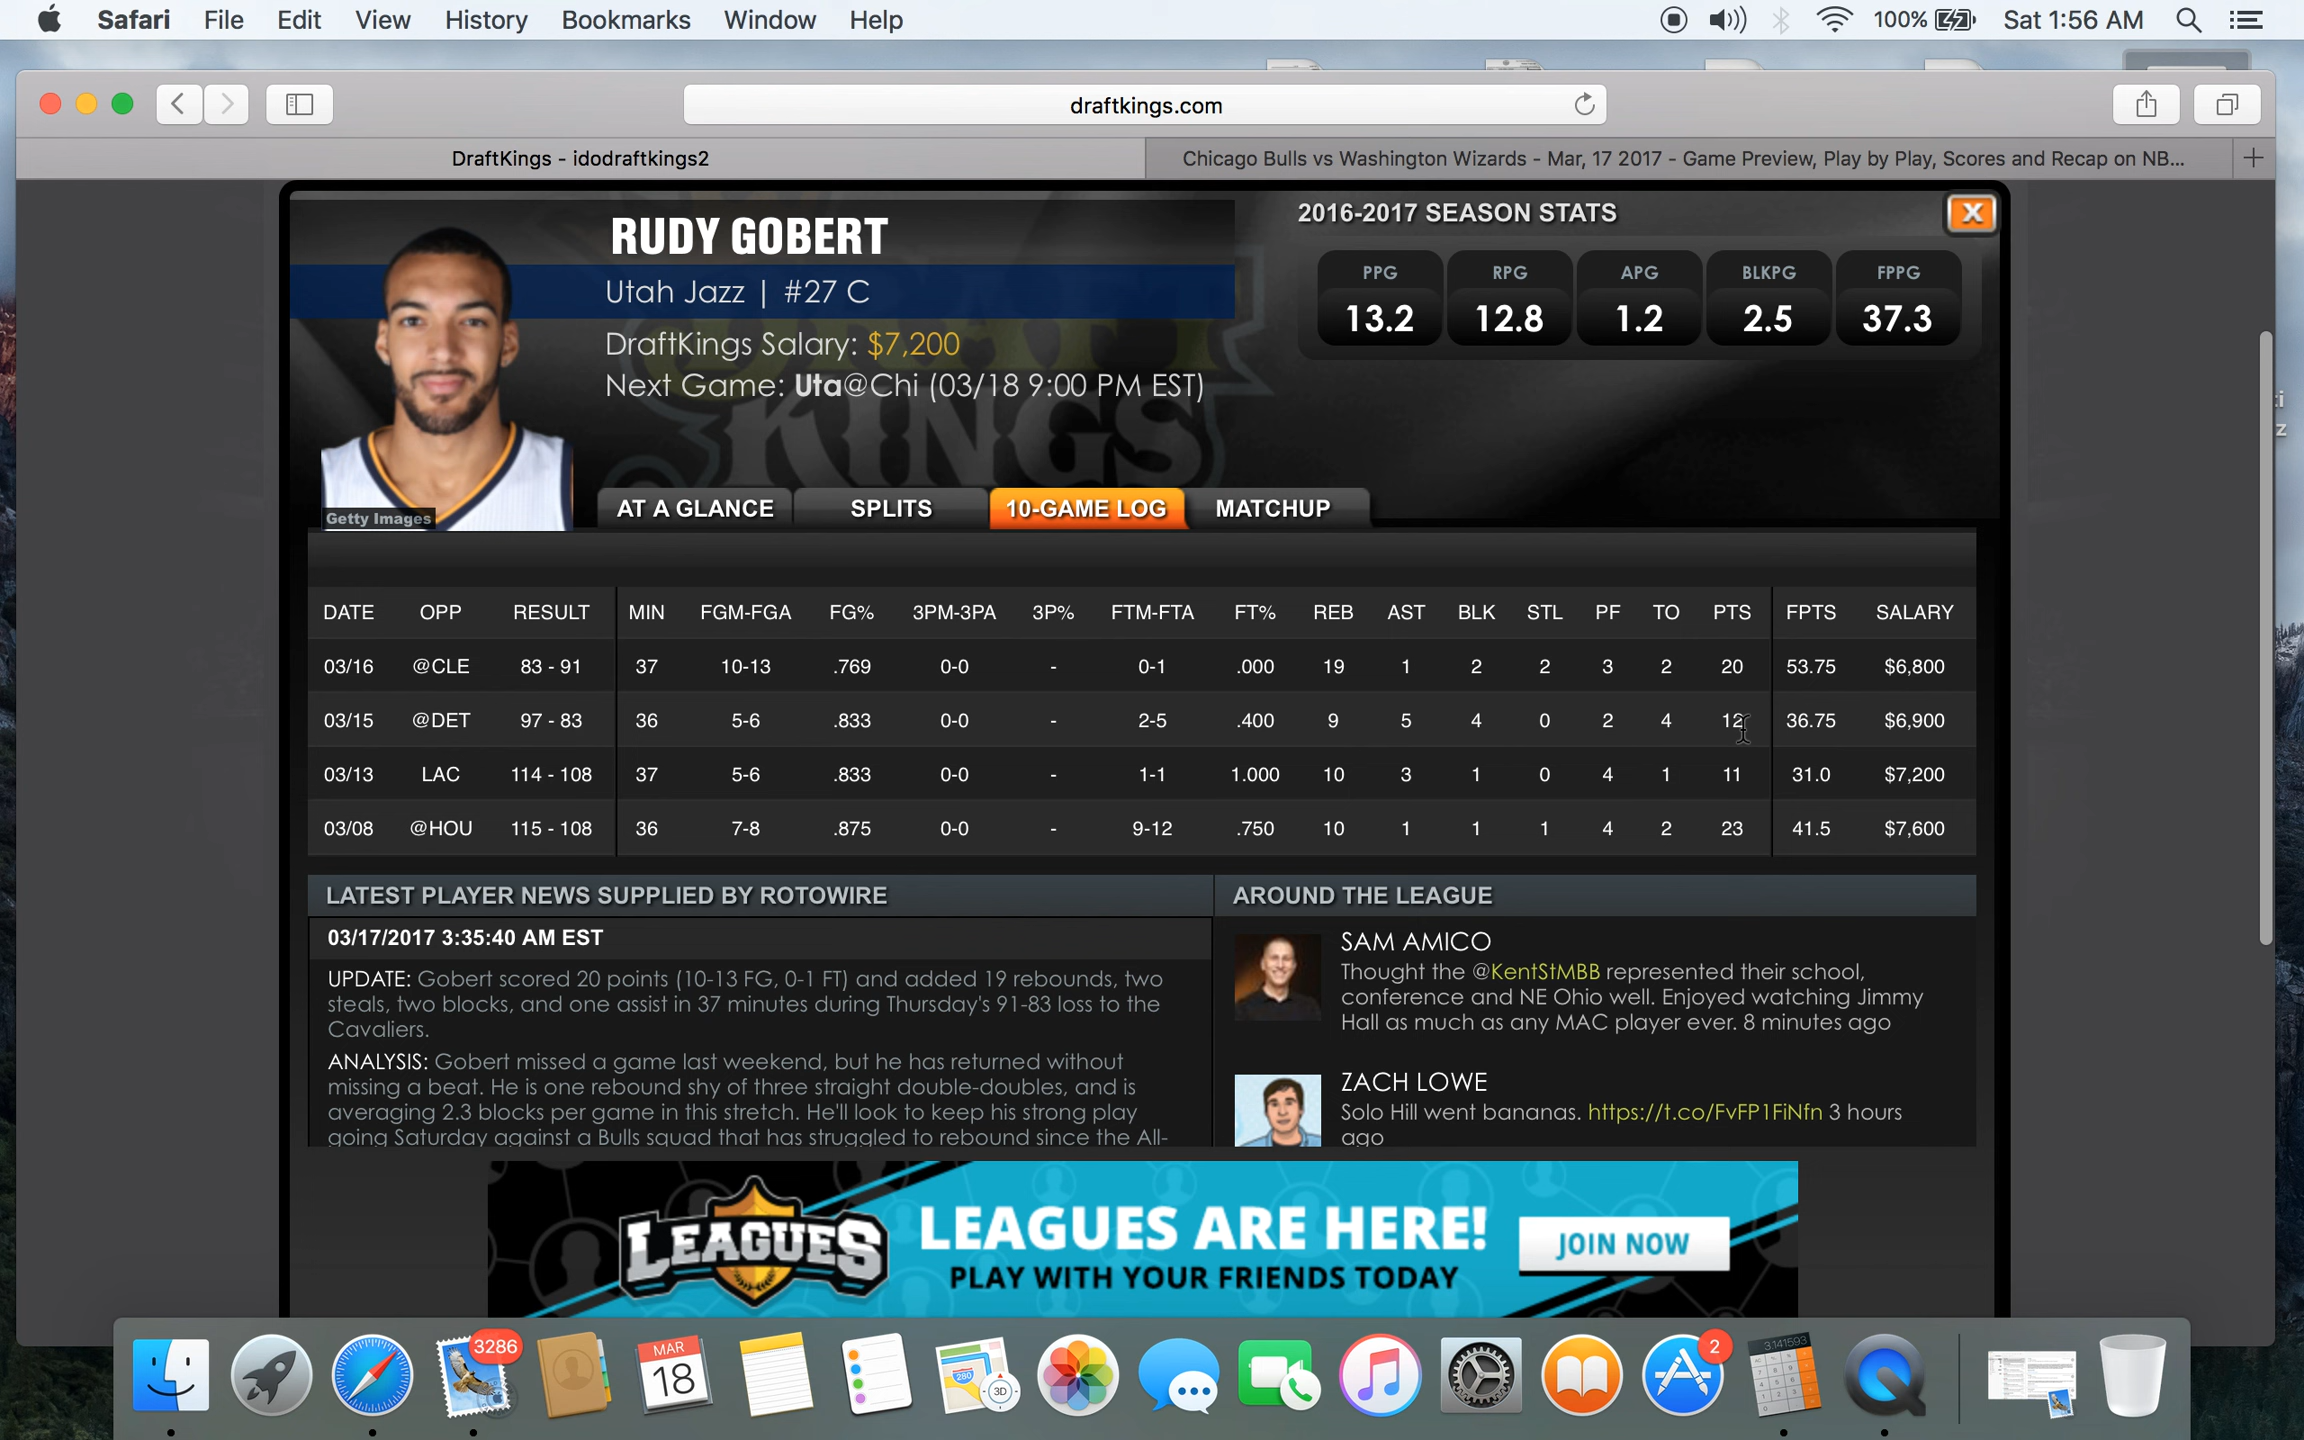 Safari File Edit View History Bookmarks Window Help 100% Sat 1:56 AM
draftkings.com
DraftKings - idodraftkings2
Chicago Bulls vs Washington Wizards - Mar, 17 2017 - Game Preview, Play by Play, Scores and Recap on NB...
RUDY GOBERT
Utah Jazz | #27 C
DraftKings Salary: $7,200
Next Game: Uta@Chi (03/18 9:00 PM EST)
Getty Images
2016-2017 SEASON STATS
PPG RPG APG BLKPG FPPG
13.2 12.8 1.2 2.5 37.3
KINGS
AT A GLANCE SPLITS 10-GAME LOG MATCHUP
DATE OPP RESULT MIN FGM-FGA FG% 3PM-3PA 3P% FTM-FTA FT% REB AST BLK STL PF TO PTS FPTS SALARY
03/16 @CLE 83 - 91 37 10-13 .769 0-0 - 0-1 .000 19 1 2 2 3 2 20 53.75 $6,800
03/15 @DET 97 - 83 36 5-6 .833 0-0 - 2-5 .400 9 5 4 0 2 4 12 36.75 $6,900
03/13 LAC 114 - 108 37 5-6 .833 0-0 - 1-1 1.000 10 3 1 0 4 1 11 31.0 $7,200
03/08 @HOU 115 - 108 36 7-8 .875 0-0 - 9-12 .750 10 1 1 1 4 2 23 41.5 $7,600
LATEST PLAYER NEWS SUPPLIED BY ROTOWIRE
03/17/2017 3:35:40 AM EST
UPDATE: Gobert scored 20 points (10-13 FG, 0-1 FT) and added 19 rebounds, two
steals, two blocks, and one assist in 37 minutes during Thursday's 91-83 loss to the
Cavaliers.
ANALYSIS: Gobert missed a game last weekend, but he has returned without
missing a beat. He is one rebound shy of three straight double-doubles, and is
averaging 2.3 blocks per game in this stretch. He'll look to keep his strong play
going Saturday against a Bulls squad that has struggled to rebound since the All-
AROUND THE LEAGUE
SAM AMICO
Thought the @KentStMBB represented their school,
conference and NE Ohio well. Enjoyed watching Jimmy
Hall as much as any MAC player ever. 8 minutes ago
ZACH LOWE
Solo Hill went bananas. https://t.co/FvFP1FiNfn 3 hours
ago
LEAGUES
LEAGUES ARE HERE!
PLAY WITH YOUR FRIENDS TODAY
JOIN NOW
3286
MAR
18
280
3D
2
3.141593